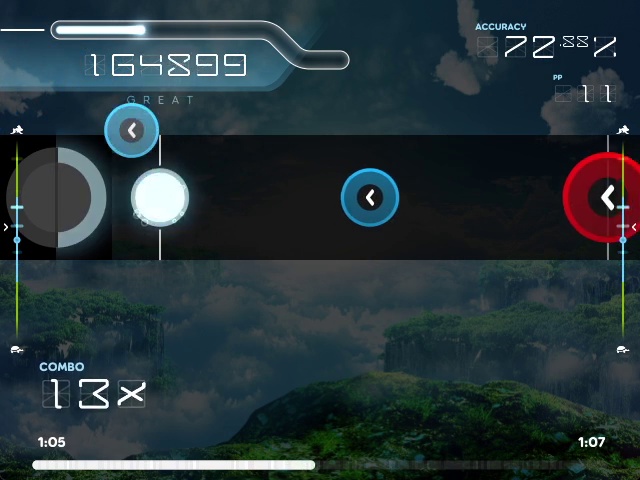 164899
GREAT
ACCURACY
72.88%
PP
11
COMBO
13x
1:05
1:07